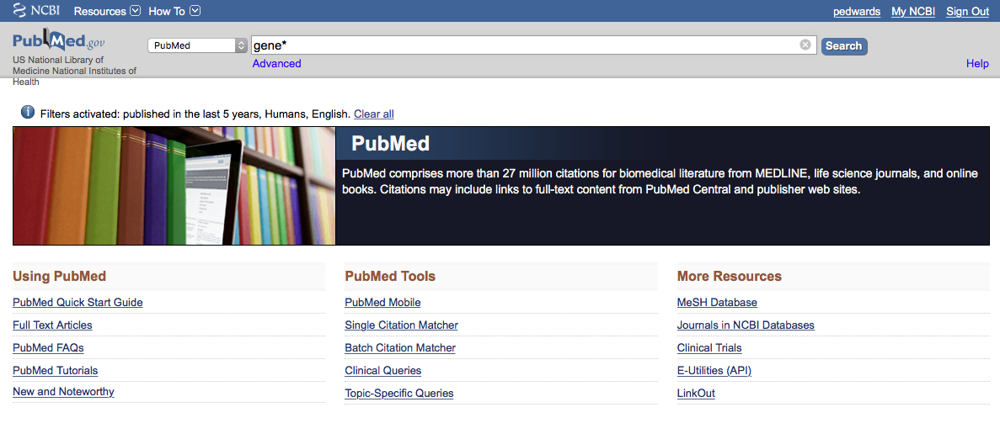 NCBI Resources How To pedwards My NCBI Sign Out
PubMed.gov
US National Library of
Medicine National Institutes of
Health
PubMed gene* Search
Advanced Help
Filters activated: published in the last 5 years, Humans, English. Clear all
PubMed
PubMed comprises more than 27 million citations for biomedical literature from MEDLINE, life science journals, and online
books. Citations may include links to full-text content from PubMed Central and publisher web sites.
Using PubMed
PubMed Quick Start Guide
Full Text Articles
PubMed FAQs
PubMed Tutorials
New and Noteworthy
PubMed Tools
PubMed Mobile
Single Citation Matcher
Batch Citation Matcher
Clinical Queries
Topic-Specific Queries
More Resources
MeSH Database
Journals in NCBI Databases
Clinical Trials
E-Utilities (API)
LinkOut